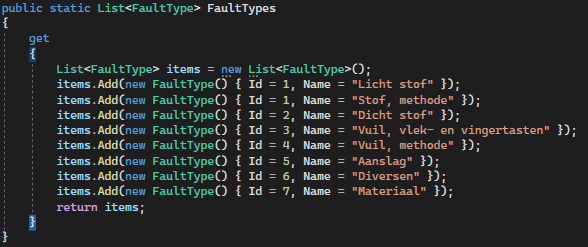 public static List<FaultType> FaultTypes
{
get
{
List<FaultType> items = new List<FaultType>();
items.Add(new FaultType() { Id = 1, Name = "Licht stof" });
items.Add(new FaultType() { Id = 1, Name = "Stof, methode" });
items.Add(new FaultType() { Id = 2, Name = "Dicht stof" });
items.Add(new FaultType() { Id = 3, Name = "Vuil, vlek- en vingertasten" });
items.Add(new FaultType() { Id = 4, Name = "Vuil, methode" });
items.Add(new FaultType() { Id = 5, Name = "Aanslag" });
items.Add(new FaultType() { Id = 6, Name = "Diversen" });
items.Add(new FaultType() { Id = 7, Name = "Materiaal" });
return items;
}
}